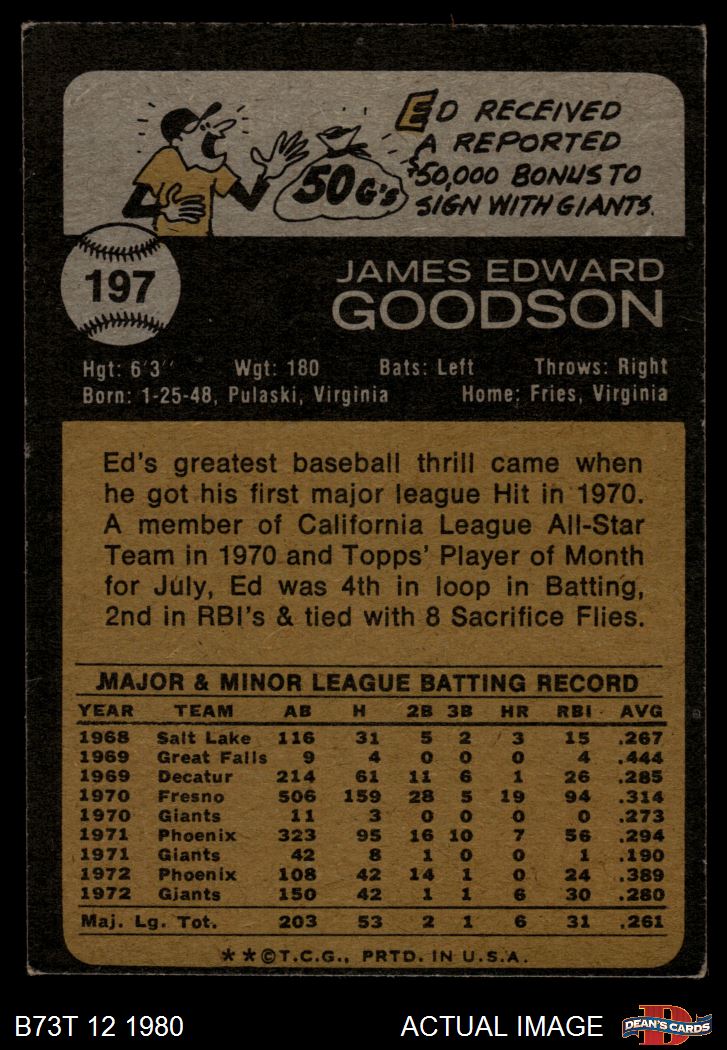 ED RECEIVED
A REPORTED
$50,000 BONUS TO
SIGN WITH GIANTS.
50 G's
197
JAMES EDWARD
GOODSON
Hgt: 6'3'' Wgt: 180 Bats: Left Throws: Right
Born: 1-25-48, Pulaski, Virginia Home: Fries, Virginia
Ed's greatest baseball thrill came when
he got his first major league Hit in 1970.
A member of California League All-Star
Team in 1970 and Topps' Player of Month
for July, Ed was 4th in loop in Batting,
2nd in RBI's & tied with 8 Sacrifice Flies.
MAJOR & MINOR LEAGUE BATTING RECORD
YEAR TEAM AB H 2B 3B HR RBI AVG
1968 Salt Lake 116 31 5 2 3 15 .267
1969 Great Falls 9 4 0 0 0 4 .444
1969 Decatur 214 61 11 6 1 26 .285
1970 Fresno 506 159 28 5 19 94 .314
1970 Giants 11 3 0 0 0 0 .273
1971 Phoenix 323 95 16 10 7 56 .294
1971 Giants 42 8 1 0 0 1 .190
1972 Phoenix 108 42 14 1 0 24 .389
1972 Giants 150 42 1 1 6 30 .280
Maj. Lg. Tot. 203 53 2 1 6 31 .261
**©T.C.G., PRTD. IN U.S.A.
B73T 12 1980 ACTUAL IMAGE
D
DEAN'S CARDS